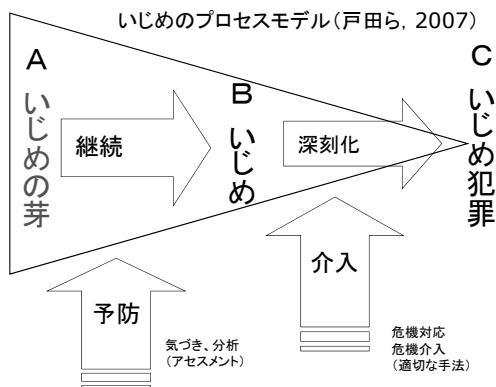 いじめのプロセスモデル(戸田ら, 2007)
A いじめの芽
継続
B いじめ
深刻化
C いじめ犯罪
予防
気づき、分析
(アセスメント)
介入
危機対応
危機介入
(適切な手法)